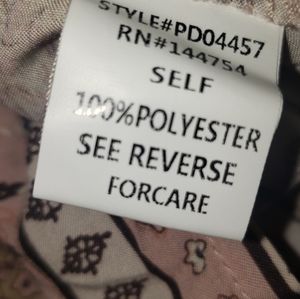 STYLE#PD04457
RN#144754
SELF
100%POLYESTER
SEE REVERSE
FORCARE